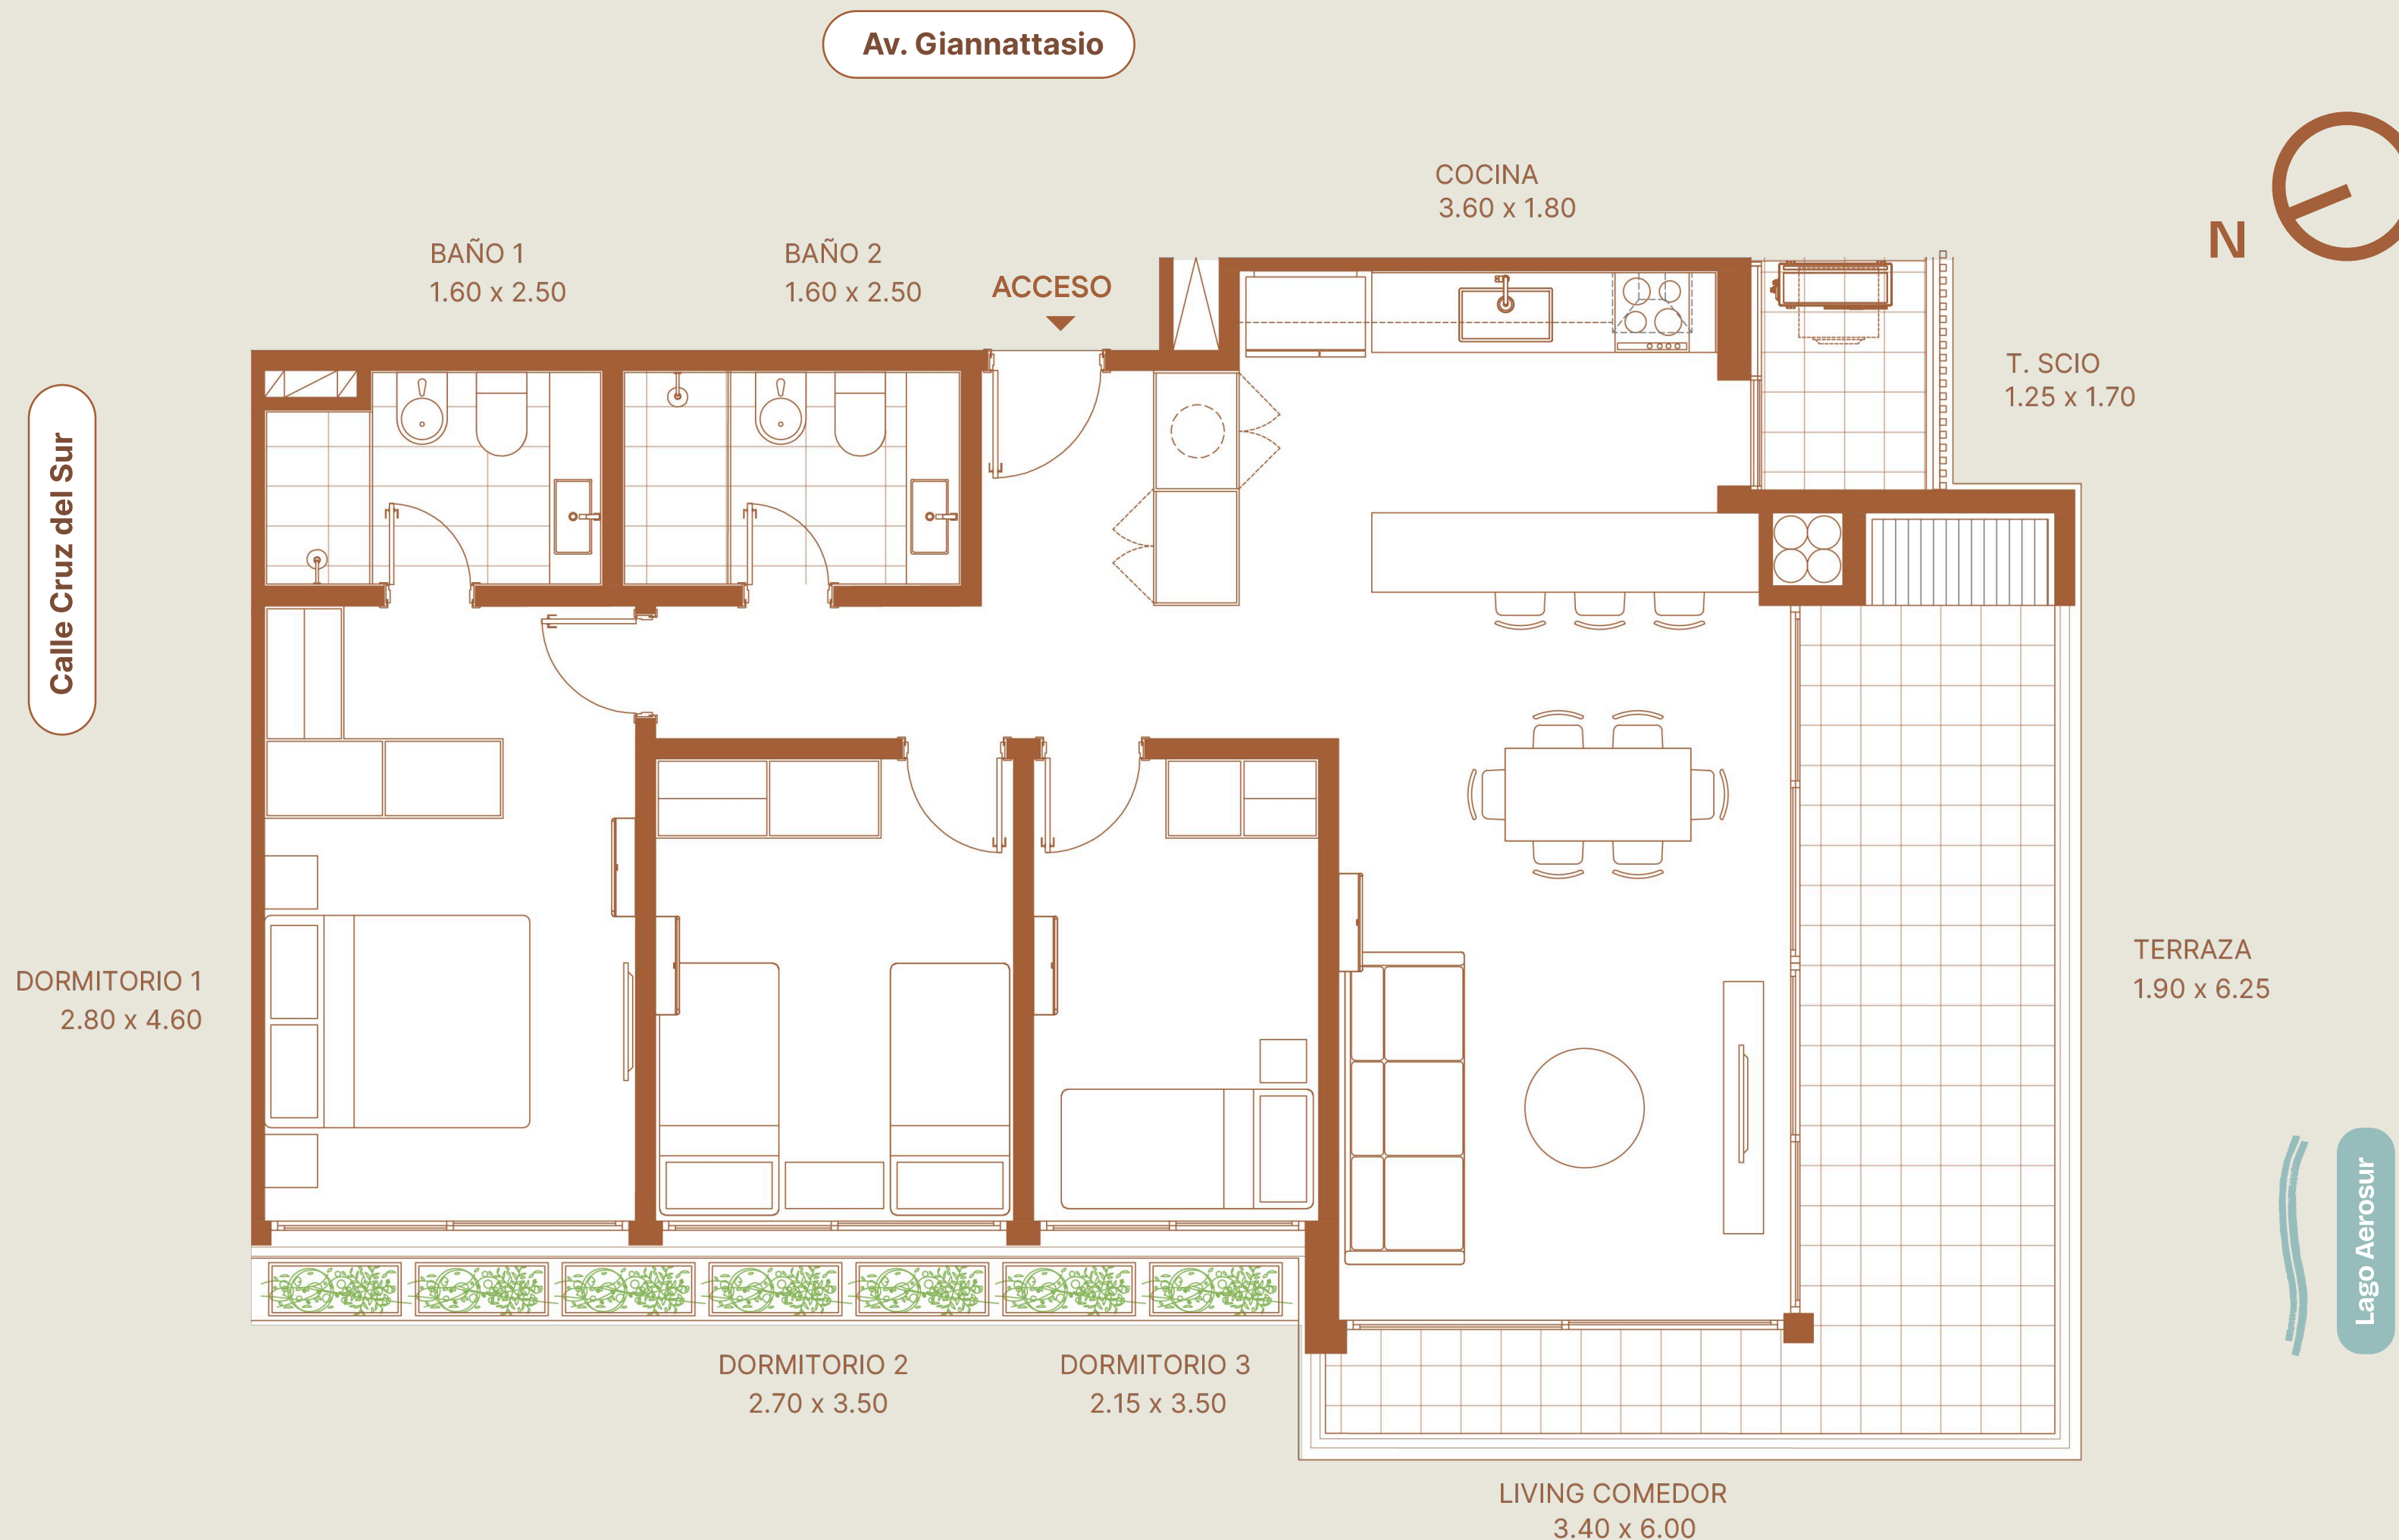 Av. Giannattasio
COCINA
3.60 x 1.80
N
BAÑO 1
1.60 x 2.50
BAÑO 2
1.60 x 2.50
ACCESO
T. SCIO
1.25 x 1.70
Calle Cruz del Sur
DORMITORIO 1
2.80 x 4.60
TERRAZA
1.90 x 6.25
Lago Aerosur
DORMITORIO 2
2.70 x 3.50
DORMITORIO 3
2.15 x 3.50
LIVING COMEDOR
3.40 x 6.00